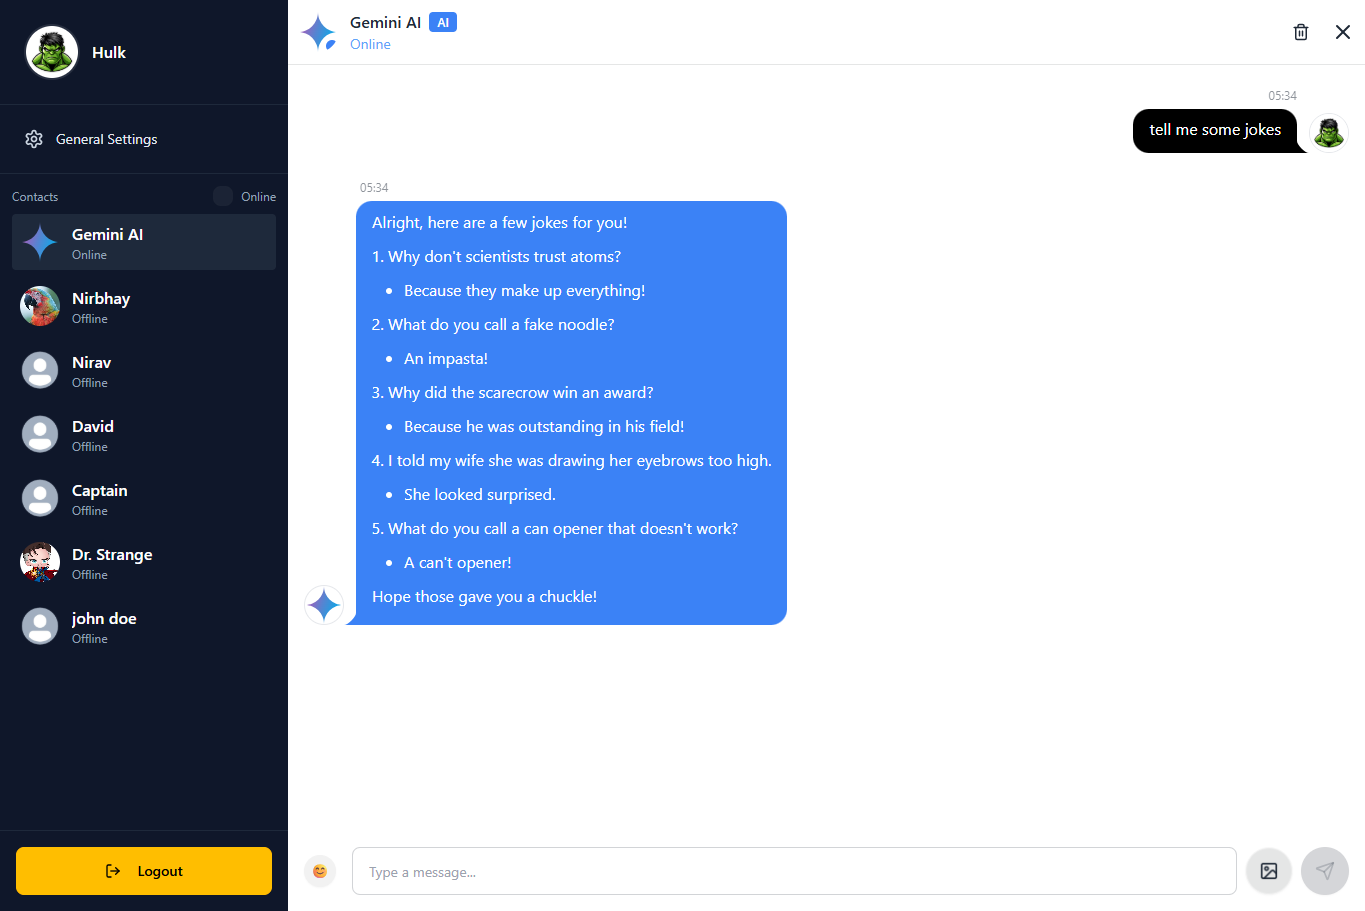 Hulk
General Settings
Contacts
Online
Gemini AI
Online
Nirbhay
Offline
Nirav
Offline
David
Offline
Captain
Offline
Dr. Strange
Offline
john doe
Offline
Logout
Gemini AI AI
Online
05:34
tell me some jokes
05:34
Alright, here are a few jokes for you!
1. Why don't scientists trust atoms?
• Because they make up everything!
2. What do you call a fake noodle?
• An impasta!
3. Why did the scarecrow win an award?
• Because he was outstanding in his field!
4. I told my wife she was drawing her eyebrows too high.
• She looked surprised.
5. What do you call a can opener that doesn't work?
• A can't opener!
Hope those gave you a chuckle!
Type a message...